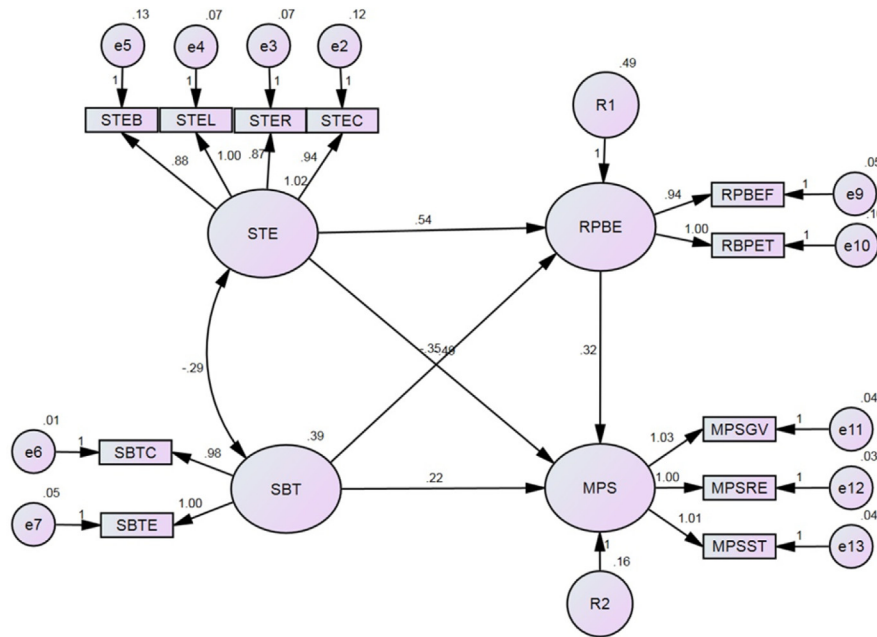 .13 .07 .07 .12
e5 e4 e3 e2
1 1 1 1
STEB STEL STER STEC
.88 1.00 .87 .94
1.02
STE
.49
R1
1
.54
RPBE
.94 RPBEF 1 e9
1.00 RBPET 1 e10
-.29
-.35
.32
.01
e6 1 SBTC .98
.05
e7 1 SBTE 1.00
.39
SBT
.22
MPS
1.03 MPSGV 1 e11 .04
1.00 MPSRE 1 e12 .03
1.01 MPSST 1 e13 .04
1
.16
R2